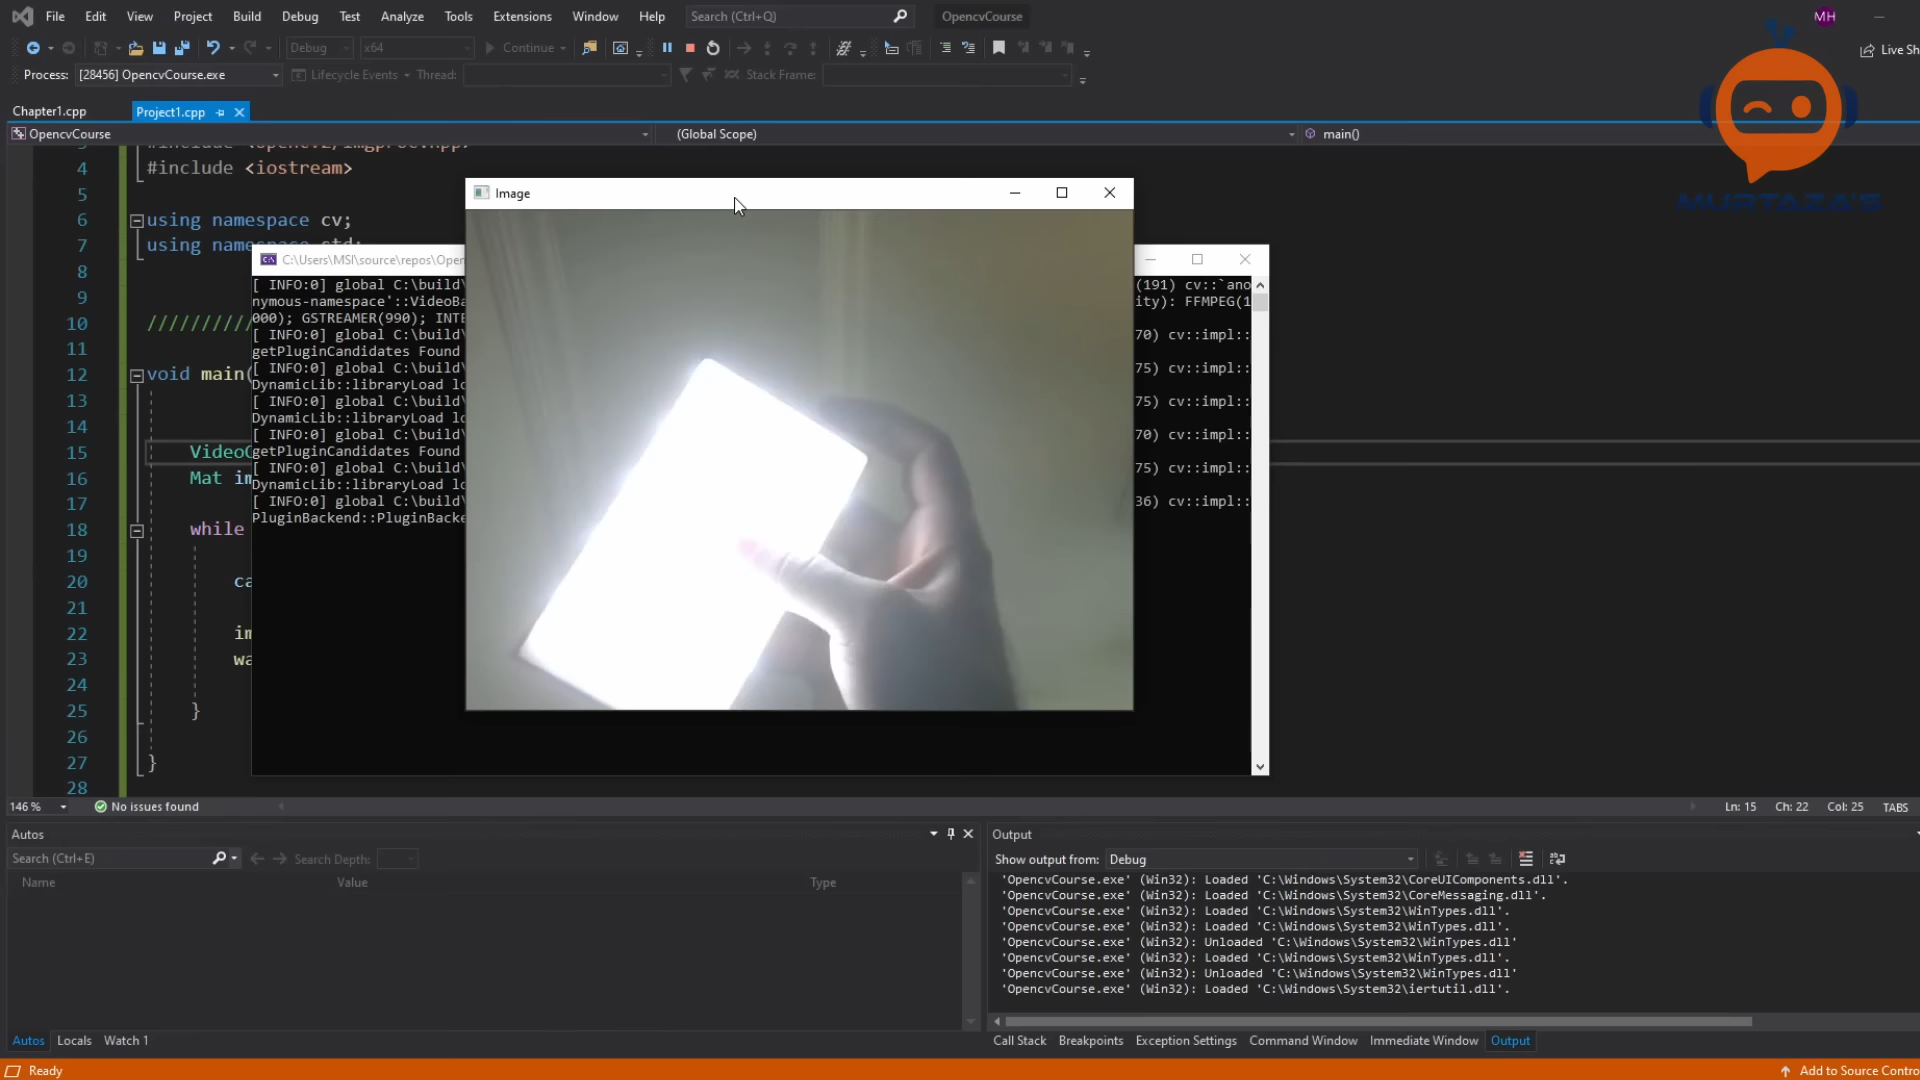 File Edit View Project Build Debug Test Analyze Tools Extensions Window Help Search (Ctrl+Q) OpencvCourse MH
Debug x64 Continue Live Sh
Process: [28456] OpencvCourse.exe Lifecycle Events Thread: Stack Frame:
Chapter1.cpp Project1.cpp
OpencvCourse (Global Scope) main()
MURTAZA'S
3 #include <opencv2/imgproc.hpp>
4 #include <iostream>
5
6 using namespace cv;
7 using namespace std;
8
9
10 ///////////
11
12 void main(
13
14
15 VideoC
16 Mat im
17
18 while
19
20 ca
21
22 im
23 wa
24
25 }
26
27 }
28
Image
C:\Users\MSI\source\repos\Open
[ INFO:0] global C:\build\ (191) cv::`ano
nymous-namespace'::VideoBa ity): FFMPEG(1
000); GSTREAMER(990); INTE
[ INFO:0] global C:\build\ 70) cv::impl::
getPluginCandidates Found
[ INFO:0] global C:\build\ 75) cv::impl::
DynamicLib::libraryLoad lo
[ INFO:0] global C:\build\ 75) cv::impl::
DynamicLib::libraryLoad lo
[ INFO:0] global C:\build\ 70) cv::impl::
getPluginCandidates Found
[ INFO:0] global C:\build\ 75) cv::impl::
DynamicLib::libraryLoad lo
[ INFO:0] global C:\build\ 36) cv::impl::
PluginBackend::PluginBacke
146 % No issues found Ln: 15 Ch: 22 Col: 25 TABS
Autos
Search (Ctrl+E) Search Depth:
Name Value Type
Autos Locals Watch 1
Output
Show output from: Debug
'OpencvCourse.exe' (Win32): Loaded 'C:\Windows\System32\CoreUIComponents.dll'.
'OpencvCourse.exe' (Win32): Loaded 'C:\Windows\System32\CoreMessaging.dll'.
'OpencvCourse.exe' (Win32): Loaded 'C:\Windows\System32\WinTypes.dll'.
'OpencvCourse.exe' (Win32): Loaded 'C:\Windows\System32\WinTypes.dll'.
'OpencvCourse.exe' (Win32): Unloaded 'C:\Windows\System32\WinTypes.dll'
'OpencvCourse.exe' (Win32): Loaded 'C:\Windows\System32\WinTypes.dll'.
'OpencvCourse.exe' (Win32): Unloaded 'C:\Windows\System32\WinTypes.dll'
'OpencvCourse.exe' (Win32): Loaded 'C:\Windows\System32\iertutil.dll'.
Call Stack Breakpoints Exception Settings Command Window Immediate Window Output
Ready Add to Source Contro